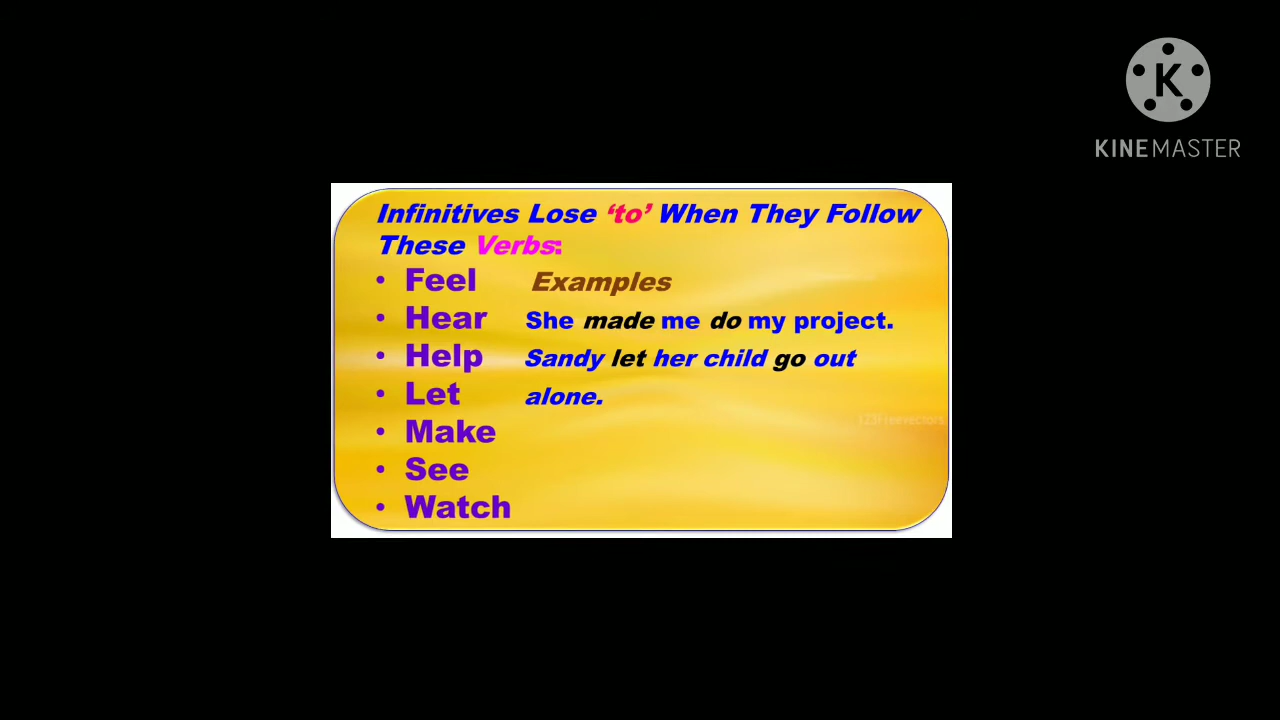 K
KINEMASTER
Infinitives Lose ‘to’ When They Follow
These Verbs:
• Feel Examples
• Hear She made me do my project.
• Help Sandy let her child go out
• Let alone.
• Make
• See
• Watch
123Freevectors